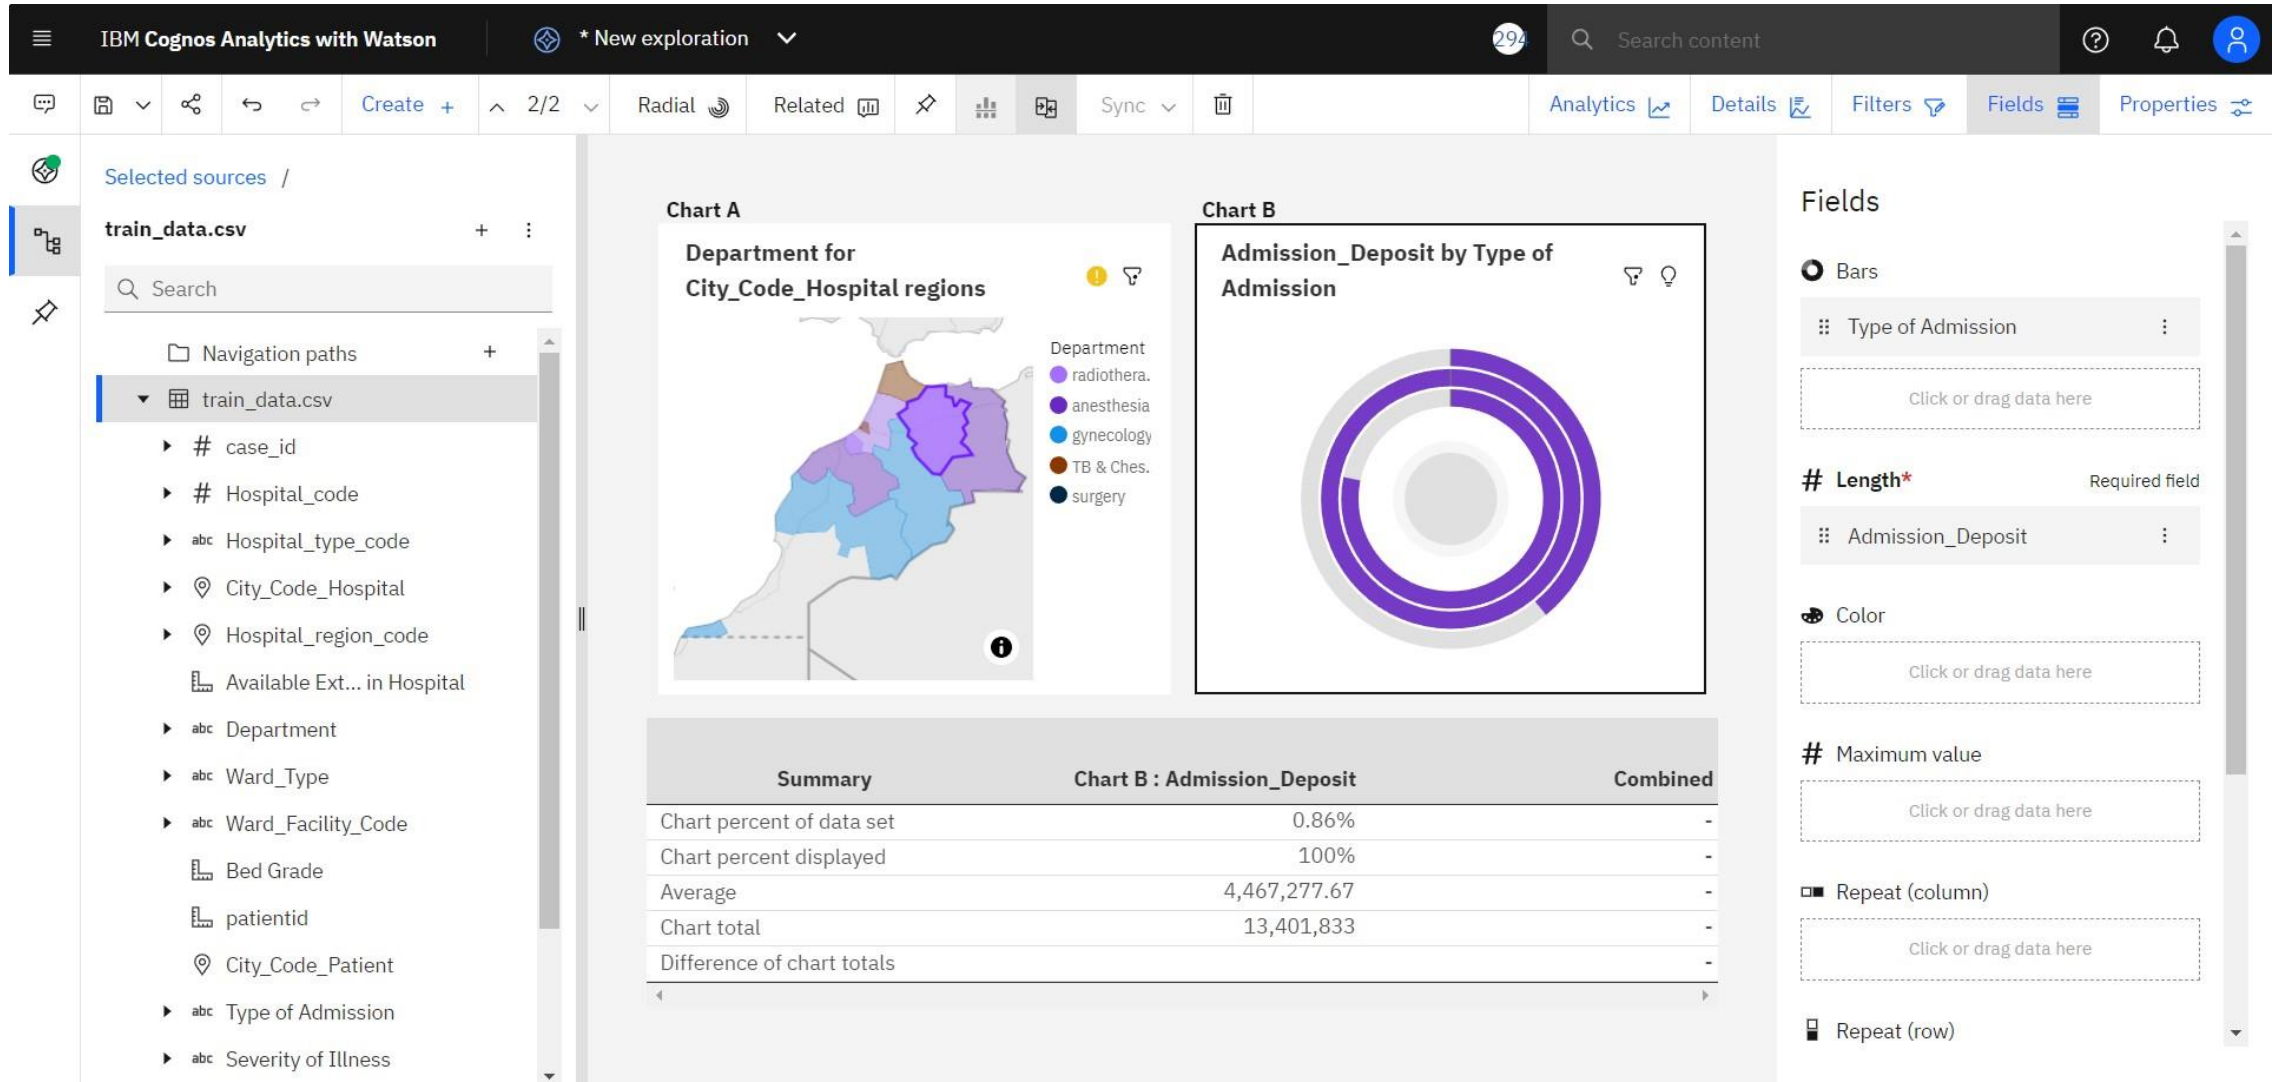 IBM Cognos Analytics with Watson
* New exploration
294
Search content
Create +
2/2
Radial
Related
Sync
Analytics
Details
Filters
Fields
Properties
Selected sources /
train_data.csv
Search
Navigation paths
train_data.csv
# case_id
# Hospital_code
abc Hospital_type_code
City_Code_Hospital
Hospital_region_code
Available Ext... in Hospital
abc Department
abc Ward_Type
abc Ward_Facility_Code
Bed Grade
patientid
City_Code_Patient
abc Type of Admission
abc Severity of Illness
Chart A
Department for
City_Code_Hospital regions
Department
radiothera.
anesthesia
gynecology
TB & Ches.
surgery
Chart B
Admission_Deposit by Type of
Admission
Summary Chart B : Admission_Deposit Combined
Chart percent of data set 0.86% -
Chart percent displayed 100% -
Average 4,467,277.67 -
Chart total 13,401,833 -
Difference of chart totals -
Fields
Bars
Type of Admission
Click or drag data here
# Length* Required field
Admission_Deposit
Color
Click or drag data here
# Maximum value
Click or drag data here
Repeat (column)
Click or drag data here
Repeat (row)